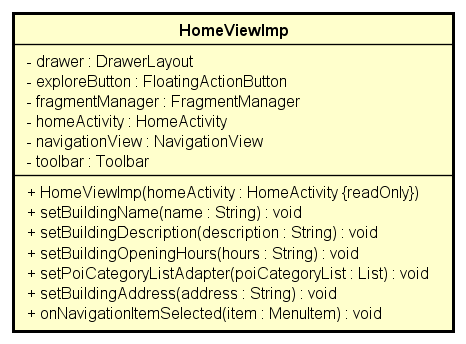 HomeViewImp
- drawer : DrawerLayout
- exploreButton : FloatingActionButton
- fragmentManager : FragmentManager
- homeActivity : HomeActivity
- navigationView : NavigationView
- toolbar : Toolbar
+ HomeViewImp(homeActivity : HomeActivity {readOnly})
+ setBuildingName(name : String) : void
+ setBuildingDescription(description : String) : void
+ setBuildingOpeningHours(hours : String) : void
+ setPoiCategoryListAdapter(poiCategoryList : List) : void
+ setBuildingAddress(address : String) : void
+ onNavigationItemSelected(item : MenuItem) : void